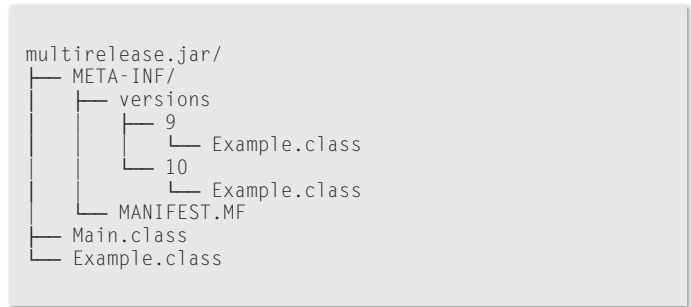 multirelease.jar/
├── META-INF/
│   ├── versions
│   │   ├── 9
│   │   │   └── Example.class
│   │   └── 10
│   │       └── Example.class
│   └── MANIFEST.MF
├── Main.class
└── Example.class